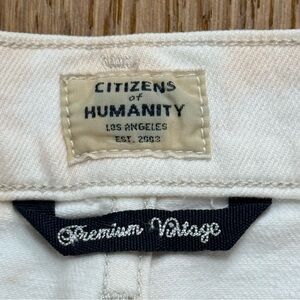 CITIZENS
of
HUMANITY
LOS ANGELES
EST. 2003
Premium Vintage